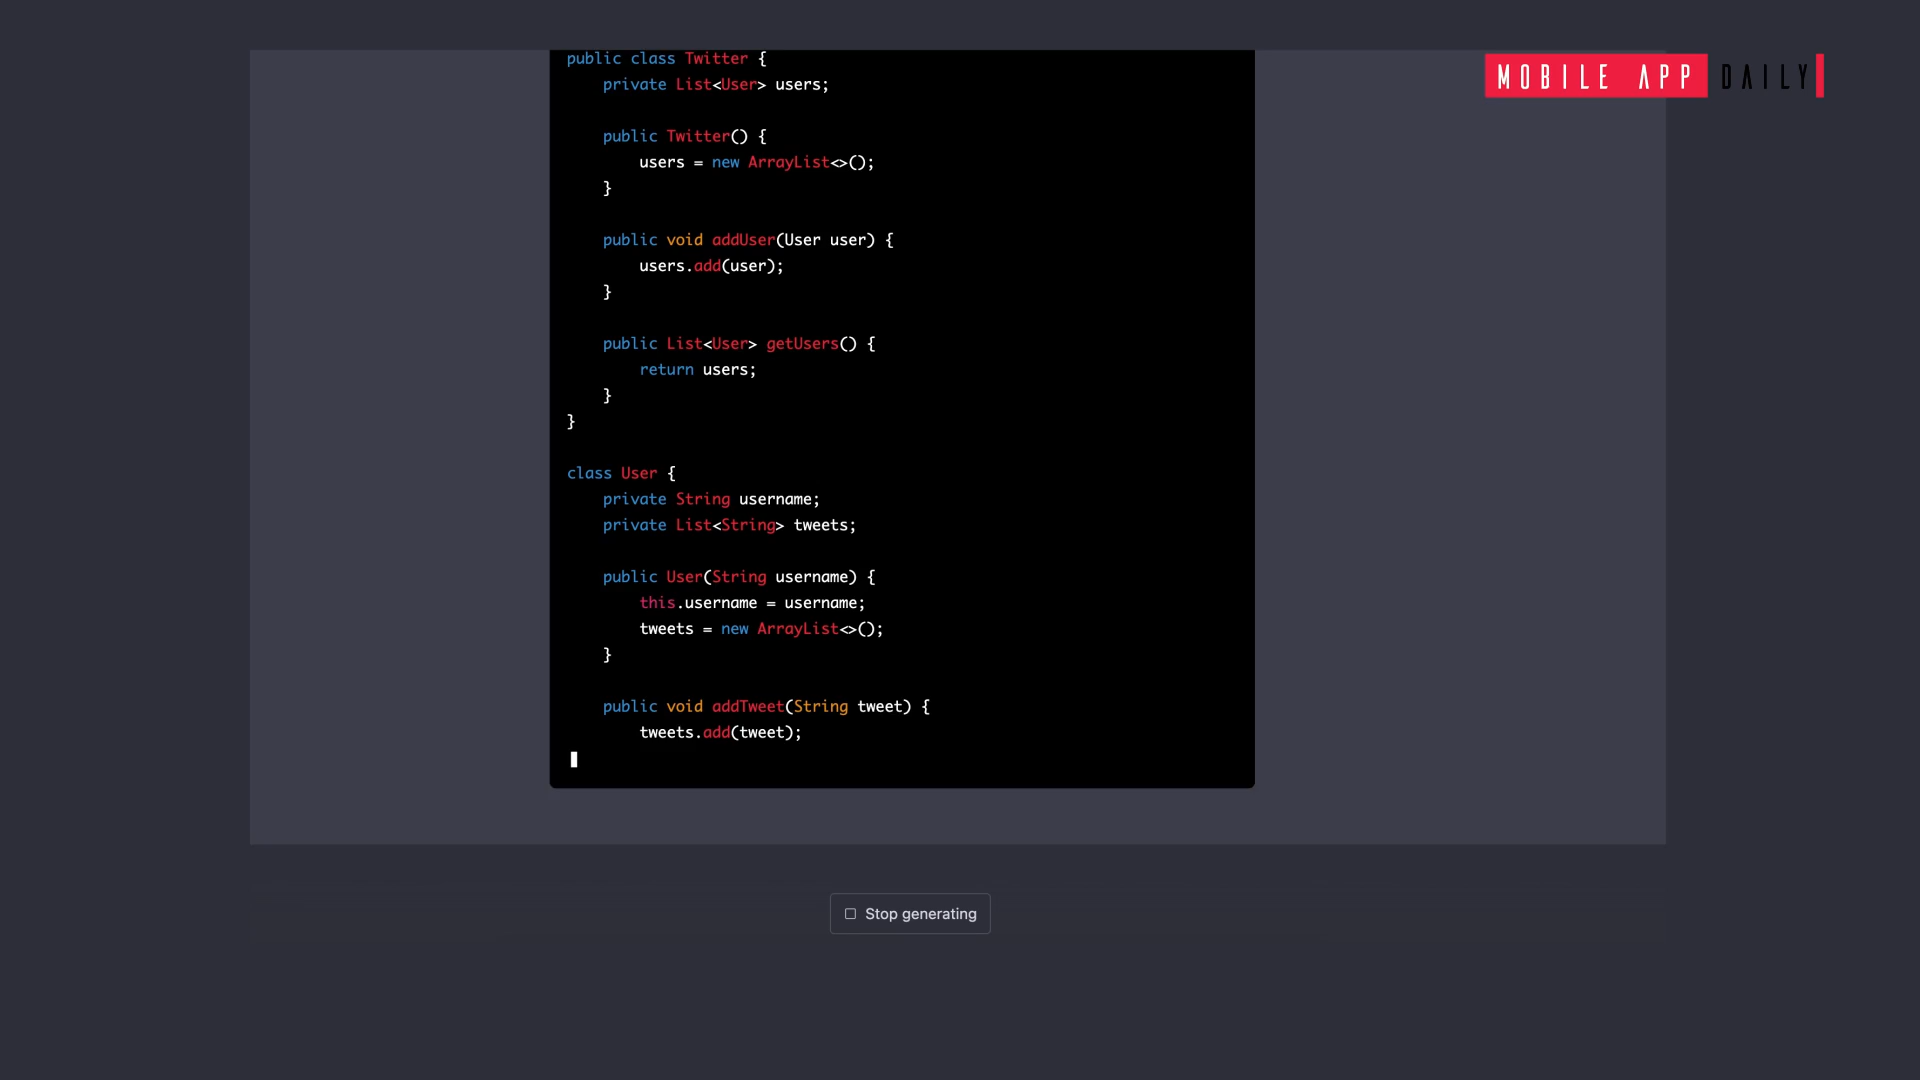 MOBILE APP DAILY
public class Twitter {
    private List<User> users;

    public Twitter() {
        users = new ArrayList<>();
    }

    public void addUser(User user) {
        users.add(user);
    }

    public List<User> getUsers() {
        return users;
    }
}

class User {
    private String username;
    private List<String> tweets;

    public User(String username) {
        this.username = username;
        tweets = new ArrayList<>();
    }

    public void addTweet(String tweet) {
        tweets.add(tweet);
Stop generating